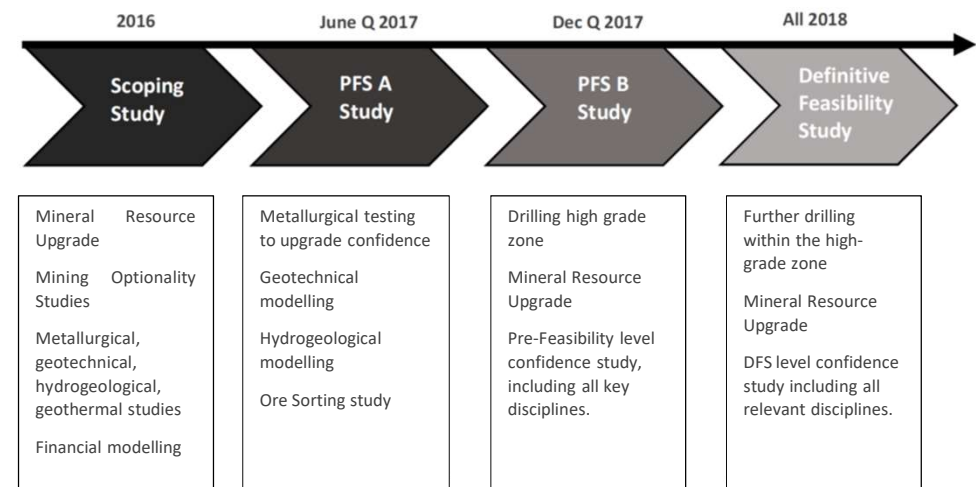 2016
June Q 2017
Dec Q 2017
All 2018
Scoping
Study
PFS A
Study
PFS B
Study
Definitive
Feasibility
Study
Mineral Resource
Upgrade
Mining Optionality
Studies
Metallurgical,
geotechnical,
hydrogeological,
geothermal studies
Financial modelling
Metallurgical testing
to upgrade confidence
Geotechnical
modelling
Hydrogeological
modelling
Ore Sorting study
Drilling high grade
zone
Mineral Resource
Upgrade
Pre-Feasibility level
confidence study,
including all key
disciplines.
Further drilling
within the high-
grade zone
Mineral Resource
Upgrade
DFS level confidence
study including all
relevant disciplines.